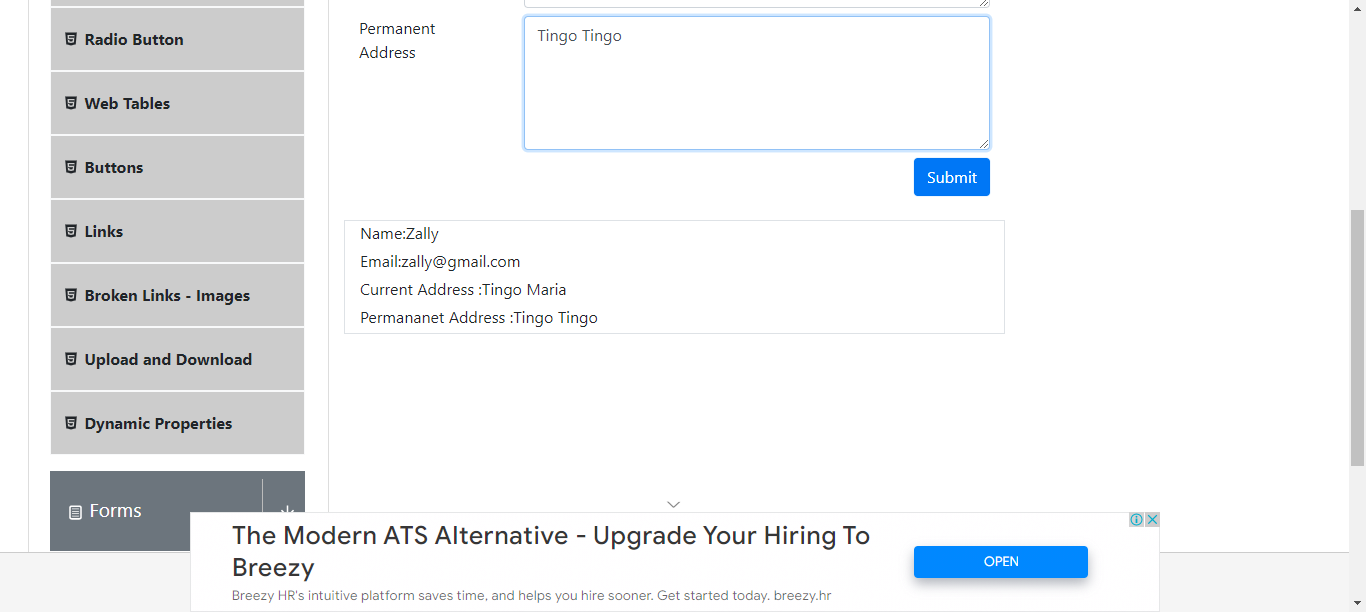 Radio Button
Web Tables
Buttons
Links
Broken Links - Images
Upload and Download
Dynamic Properties
Forms
Permanent
Address
Tingo Tingo
Submit
Name:Zally
Email:zally@gmail.com
Current Address :Tingo Maria
Permananet Address :Tingo Tingo
The Modern ATS Alternative - Upgrade Your Hiring To
Breezy
Breezy HR's intuitive platform saves time, and helps you hire sooner. Get started today. breezy.hr
OPEN